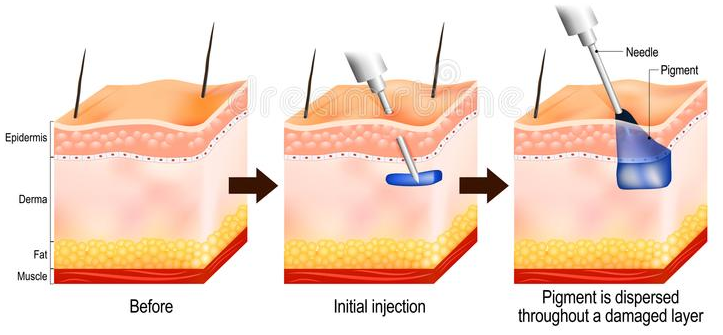 Needle
Pigment
Epidermis
Derma
Fat
Muscle
Before
Initial injection
Pigment is dispersed
throughout a damaged layer